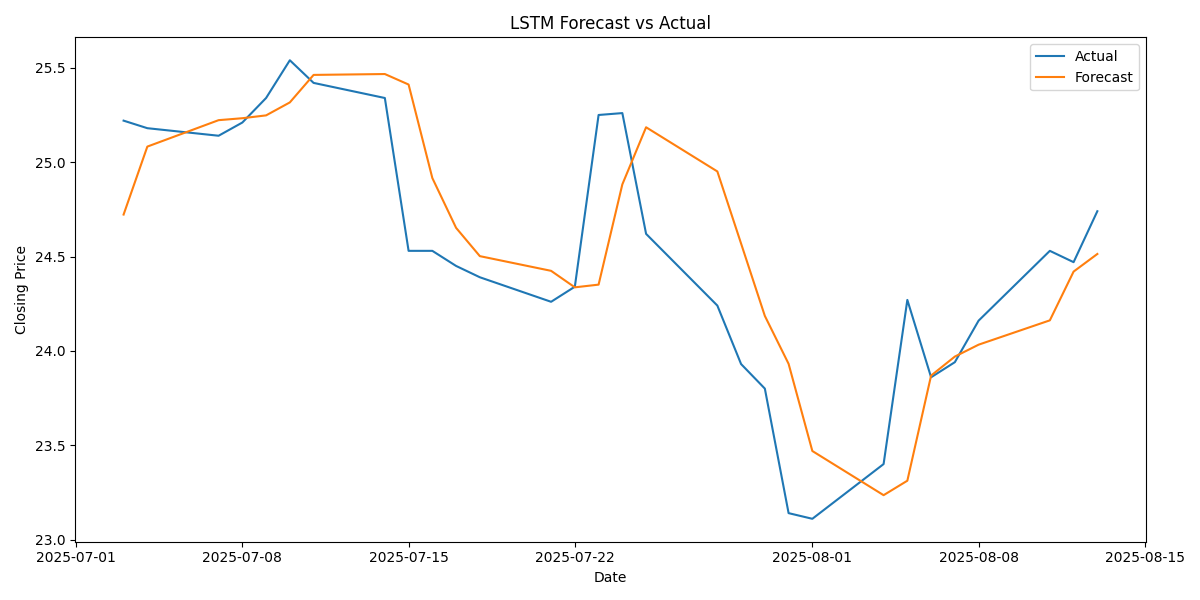 LSTM Forecast vs Actual
Actual
Forecast
25.5
25.0
24.5
24.0
23.5
23.0
Closing Price
2025-07-01
2025-07-08
2025-07-15
2025-07-22
2025-08-01
2025-08-08
2025-08-15
Date